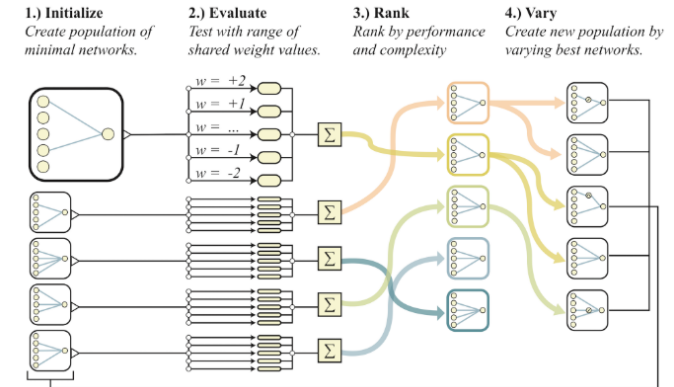 1.) Initialize
Create population of
minimal networks.
2.) Evaluate
Test with range of
shared weight values.
3.) Rank
Rank by performance
and complexity
4.) Vary
Create new population by
varying best networks.
w = +2
w = +1
w = ...
w = -1
w = -2
Σ
Σ
Σ
Σ
Σ